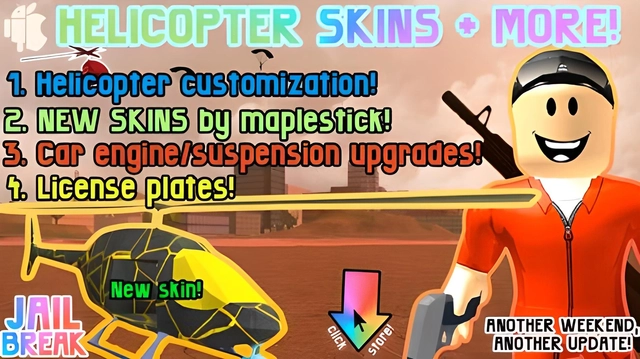 HELICOPTER SKINS + MORE!
1. Helicopter customization!
2. NEW SKINS by maplestick!
3. Car engine/suspension upgrades!
4. License plates!
New skin!
JAIL
BREAK
click store!
ANOTHER WEEKEND,
ANOTHER UPDATE!